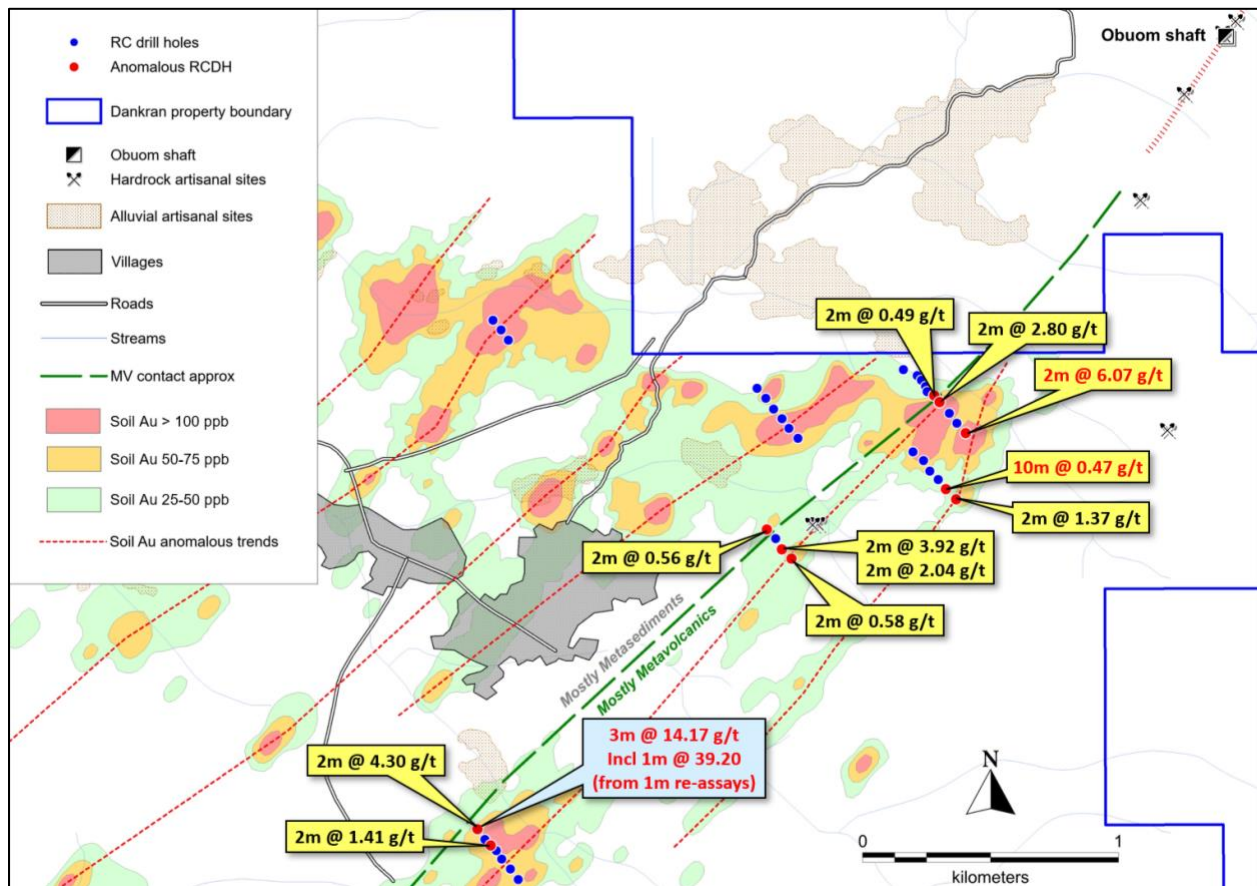 RC drill holes
Anomalous RCDH
Dankran property boundary
Obuom shaft
Hardrock artisanal sites
Alluvial artisanal sites
Villages
Roads
Streams
MV contact approx
Soil Au > 100 ppb
Soil Au 50-75 ppb
Soil Au 25-50 ppb
Soil Au anomalous trends
Obuom shaft
2m @ 0.49 g/t
2m @ 2.80 g/t
2m @ 6.07 g/t
10m @ 0.47 g/t
2m @ 1.37 g/t
2m @ 0.56 g/t
2m @ 3.92 g/t
2m @ 2.04 g/t
2m @ 0.58 g/t
Mostly Metasediments
Mostly Metavolcanics
3m @ 14.17 g/t
Incl 1m @ 39.20
(from 1m re-assays)
2m @ 4.30 g/t
2m @ 1.41 g/t
N
0 1
kilometers